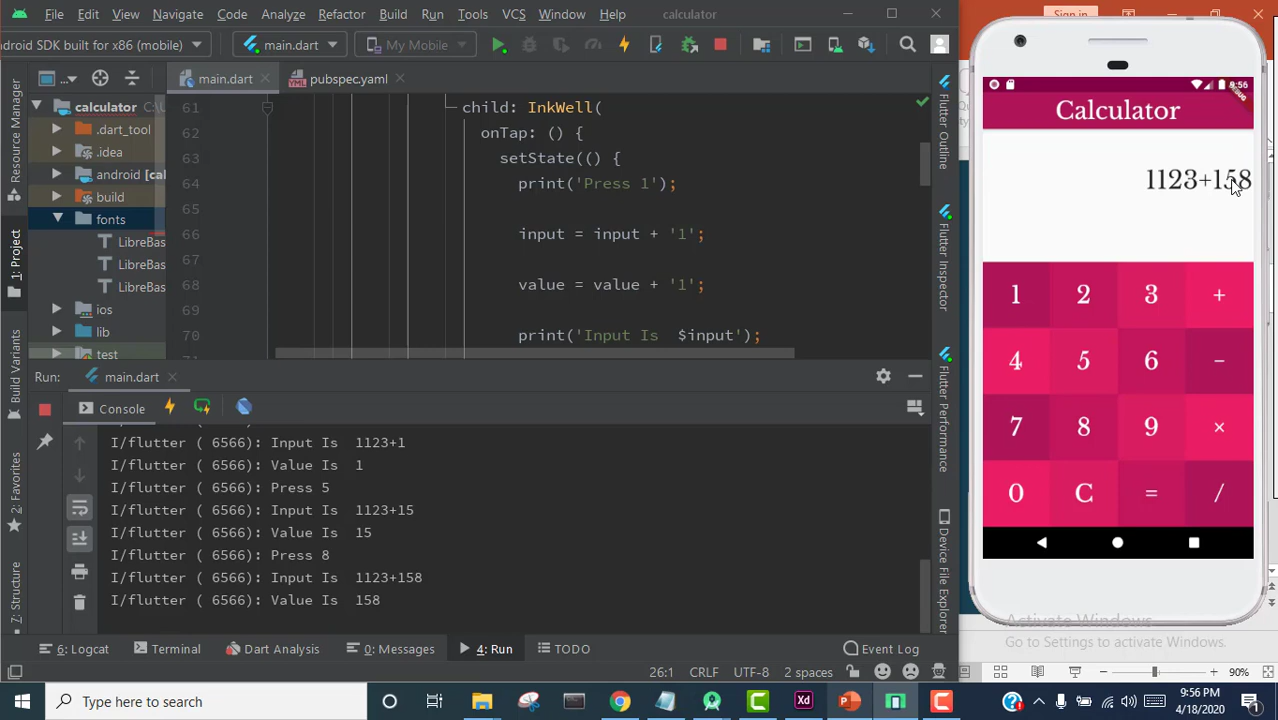 File Edit View Navigate Code Analyze Refactor Build Run Tools VCS Window Help calculator
android SDK built for x86 (mobile) main.dart My Mobile
main.dart pubspec.yaml
Resource Manager
1: Project
Build Variants
2: Favorites
7: Structure
calculator
.dart_tool
.idea
android [cal
build
fonts
LibreBas
LibreBas
LibreBas
ios
lib
test
61 child: InkWell(
62 onTap: () {
63 setState(() {
64 print('Press 1');
65
66 input = input + '1';
67
68 value = value + '1';
69
70 print('Input Is  $input');
Flutter Outline
Flutter Inspector
Flutter Performance
Device File Explorer
Run: main.dart
Console
I/flutter ( 6566): Input Is  1123+1
I/flutter ( 6566): Value Is  1
I/flutter ( 6566): Press 5
I/flutter ( 6566): Input Is  1123+15
I/flutter ( 6566): Value Is  15
I/flutter ( 6566): Press 8
I/flutter ( 6566): Input Is  1123+158
I/flutter ( 6566): Value Is  158
6: Logcat Terminal Dart Analysis 0: Messages 4: Run TODO Event Log
26:1 CRLF UTF-8 2 spaces
Sign in
9:56
Calculator
1123+158
1 2 3 +
4 5 6 −
7 8 9 ×
0 C = /
Activate Windows
Go to Settings to activate Windows.
90%
Type here to search
Xd
9:56 PM
4/18/2020